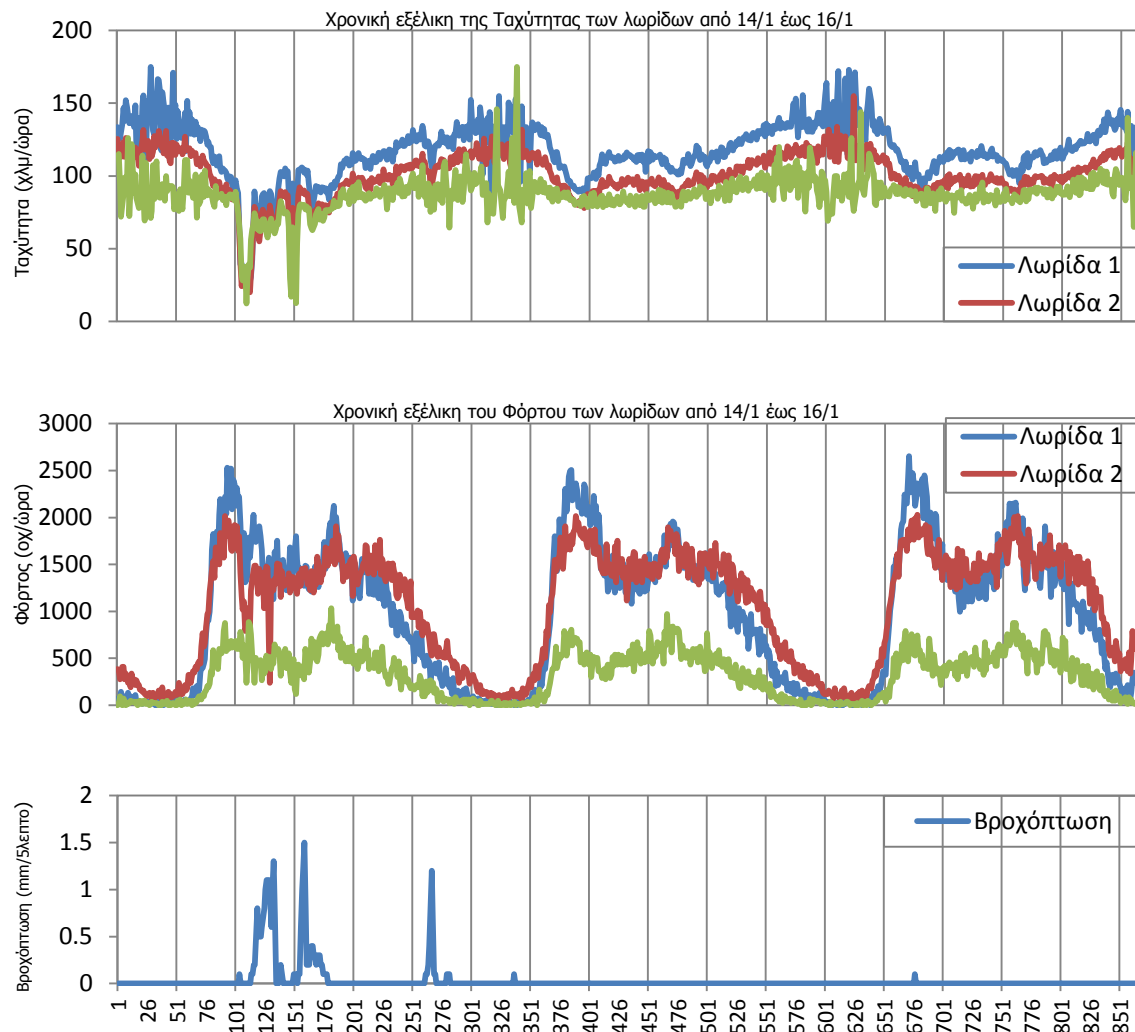 Χρονική εξέλικη της Ταχύτητας των λωρίδων από 14/1 έως 16/1
Ταχύτητα (χλμ/ώρα)
200
150
100
50
0
Λωρίδα 1
Λωρίδα 2
Χρονική εξέλικη του Φόρτου των λωρίδων από 14/1 έως 16/1
Φόρτος (οχ/ώρα)
3000
2500
2000
1500
1000
500
0
Λωρίδα 1
Λωρίδα 2
Βροχόπτωση (mm/5λεπτο)
2
1.5
1
0.5
0
Βροχόπτωση
1 26 51 76 101 126 151 176 201 226 251 276 301 326 351 376 401 426 451 476 501 526 551 576 601 626 651 676 701 726 751 776 801 826 851